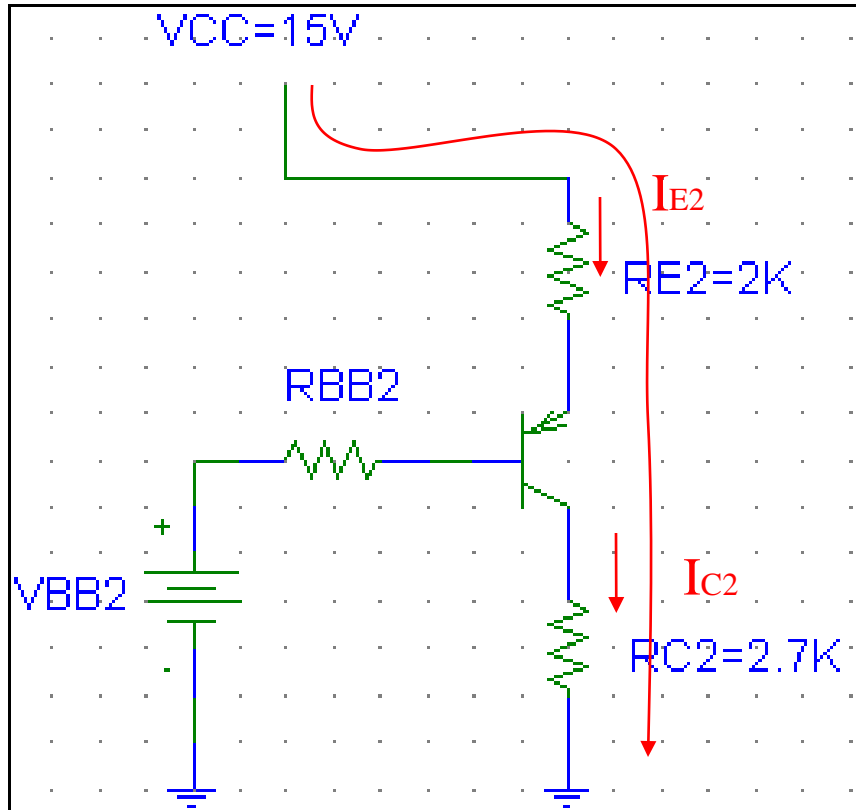 VCC=15V
IE2
RE2=2K
RBB2
+
VBB2
IC2
-
RC2=2.7K